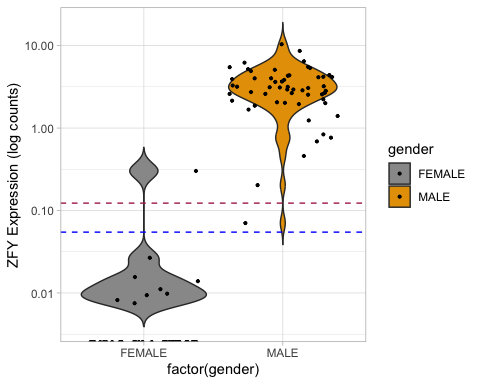 ZFY Expression (log counts)
10.00
1.00
0.10
0.01
FEMALE
MALE
factor(gender)
gender
FEMALE
MALE